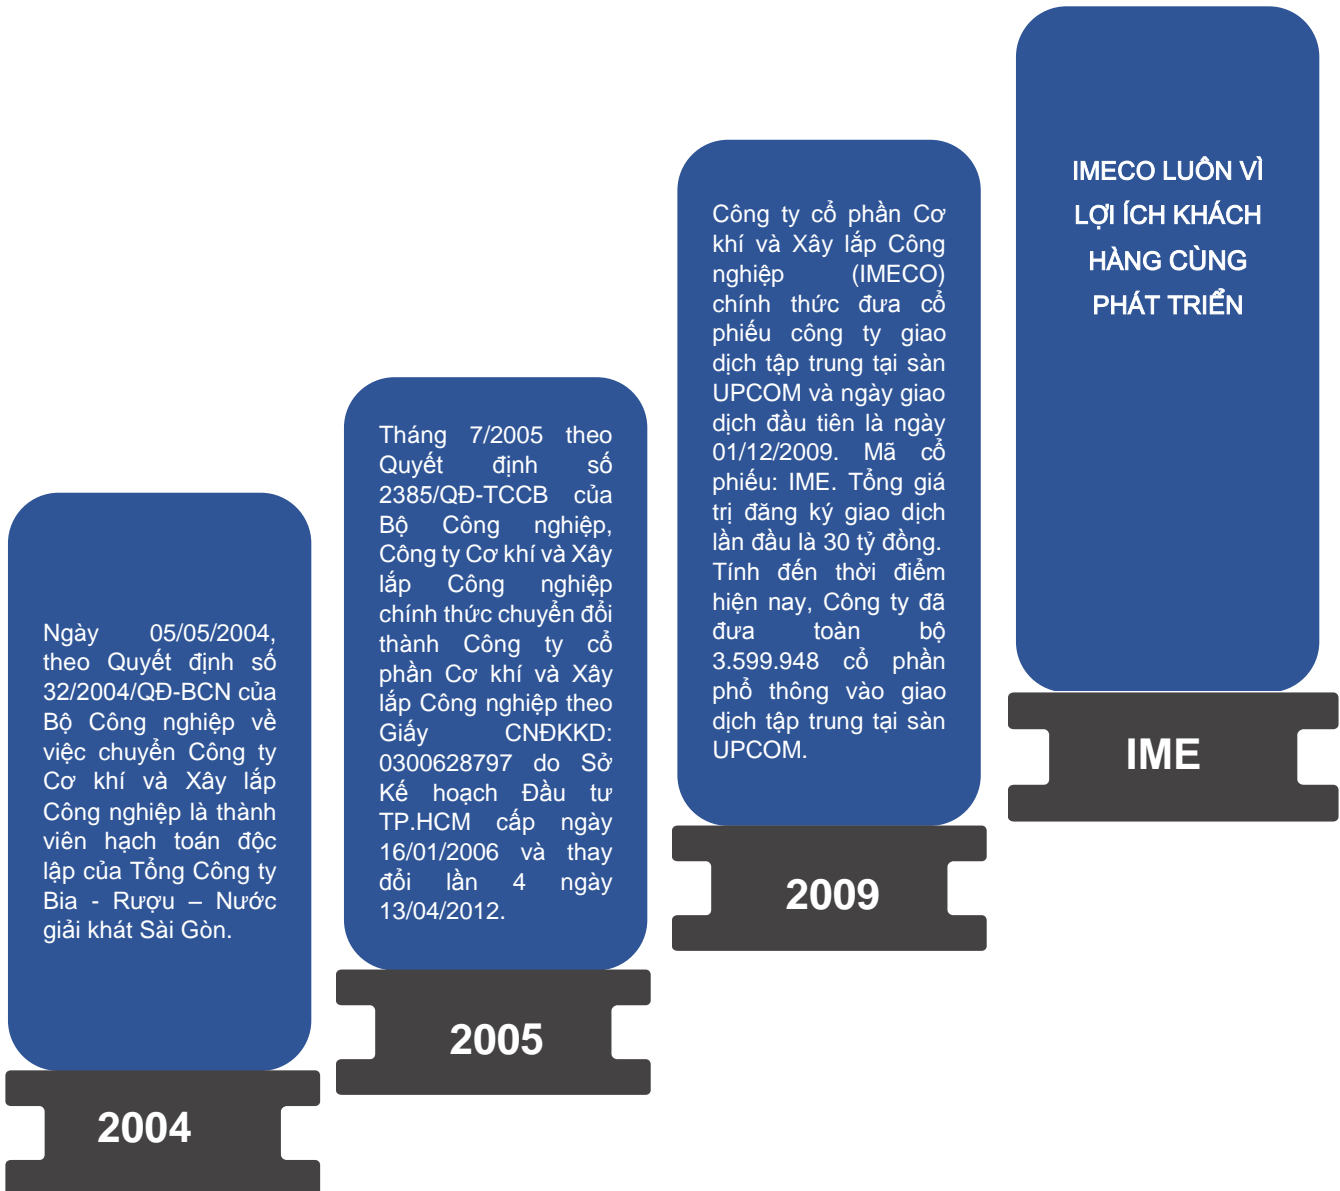 Ngày 05/05/2004,
theo Quyết định số
32/2004/QĐ-BCN của
Bộ Công nghiệp về
việc chuyển Công ty
Cơ khí và Xây lắp
Công nghiệp là thành
viên hạch toán độc
lập của Tổng Công ty
Bia - Rượu – Nước
giải khát Sài Gòn.
2004
Tháng 7/2005 theo
Quyết định số
2385/QĐ-TCCB của
Bộ Công nghiệp,
Công ty Cơ khí và Xây
lắp Công nghiệp
chính thức chuyển đổi
thành Công ty cổ
phần Cơ khí và Xây
lắp Công nghiệp theo
Giấy CNĐKKD:
0300628797 do Sở
Kế hoạch Đầu tư
TP.HCM cấp ngày
16/01/2006 và thay
đổi lần 4 ngày
13/04/2012.
2005
Công ty cổ phần Cơ
khí và Xây lắp Công
nghiệp (IMECO)
chính thức đưa cổ
phiếu công ty giao
dịch tập trung tại sàn
UPCOM và ngày giao
dịch đầu tiên là ngày
01/12/2009. Mã cổ
phiếu: IME. Tổng giá
trị đăng ký giao dịch
lần đầu là 30 tỷ đồng.
Tính đến thời điểm
hiện nay, Công ty đã
đưa toàn bộ
3.599.948 cổ phần
phổ thông vào giao
dịch tập trung tại sàn
UPCOM.
2009
IMECO LUÔN VÌ
LỢI ÍCH KHÁCH
HÀNG CÙNG
PHÁT TRIỂN
IME